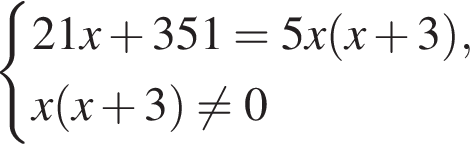 21x + 351 = 5x(x + 3),
x(x + 3) ≠ 0